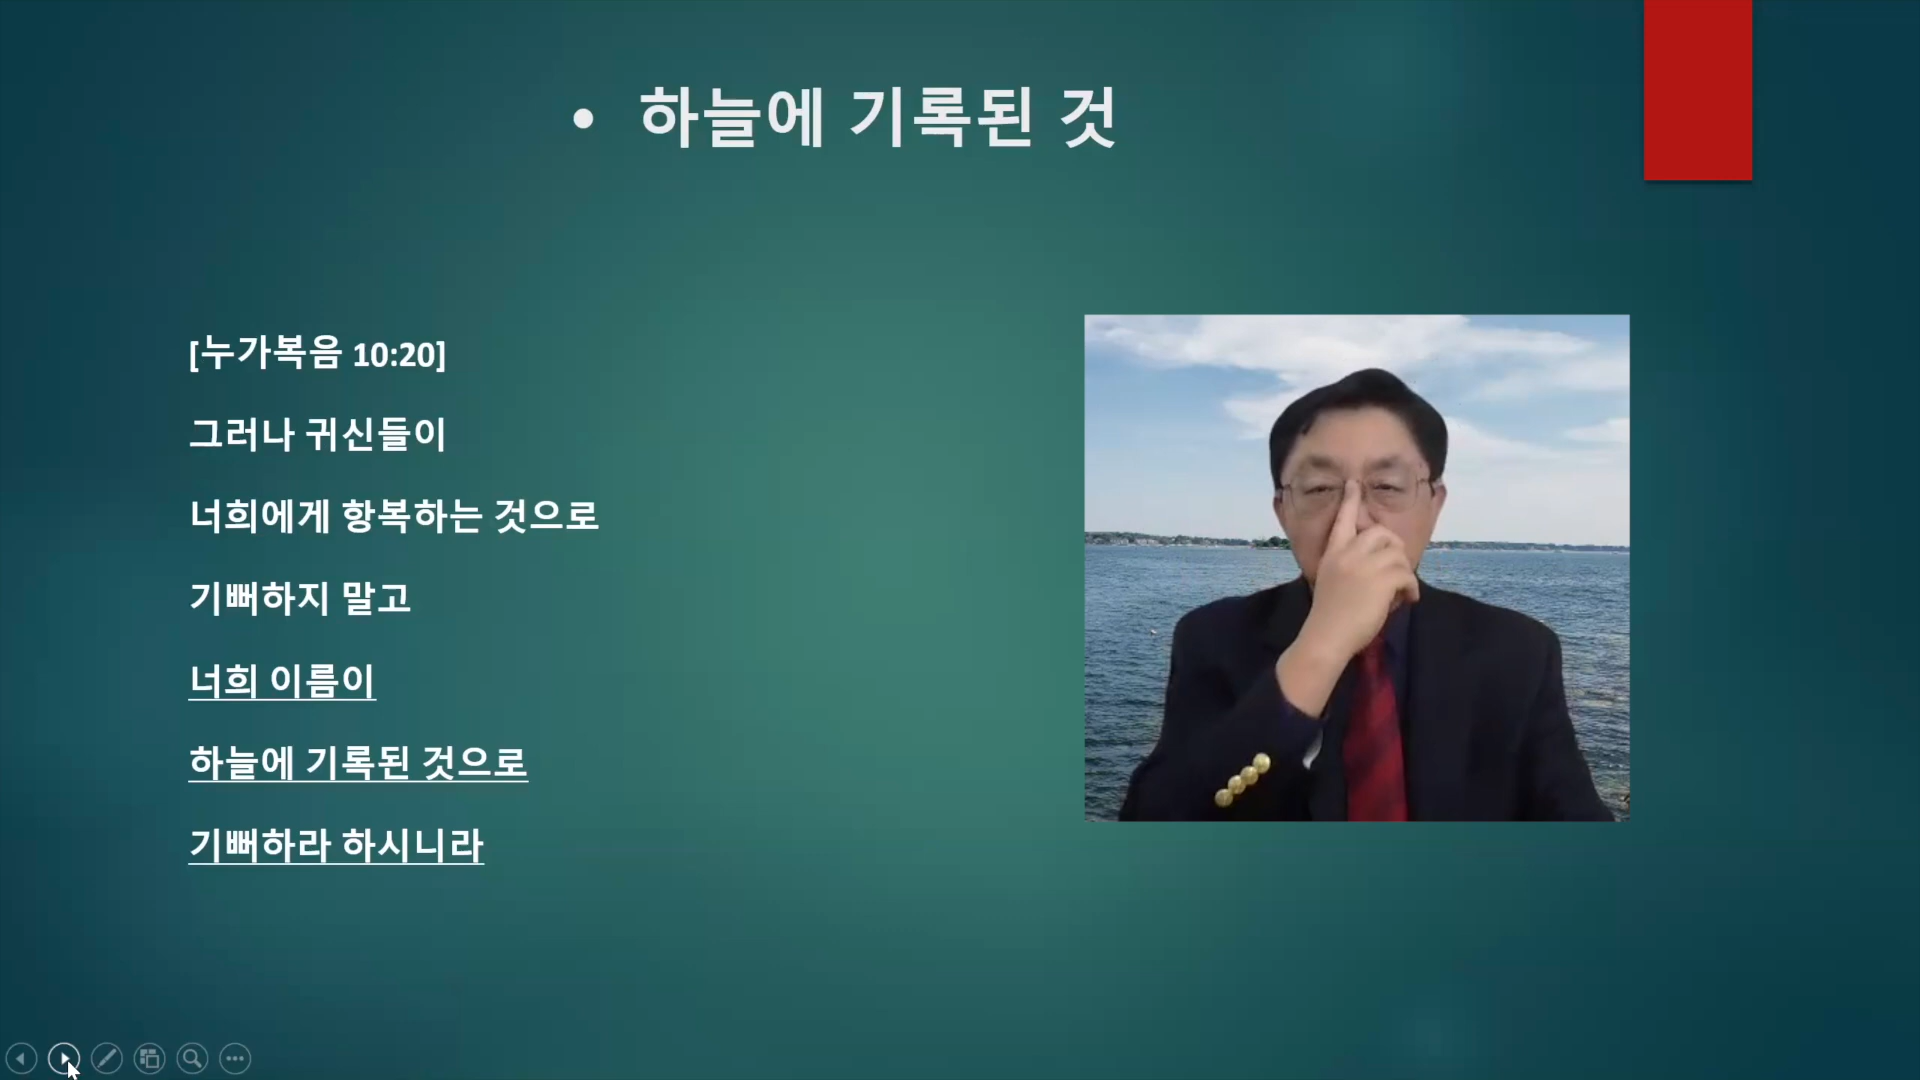 • 하늘에 기록된 것
[누가복음 10:20]
그러나 귀신들이
너희에게 항복하는 것으로
기뻐하지 말고
너희 이름이
하늘에 기록된 것으로
기뻐하라 하시니라